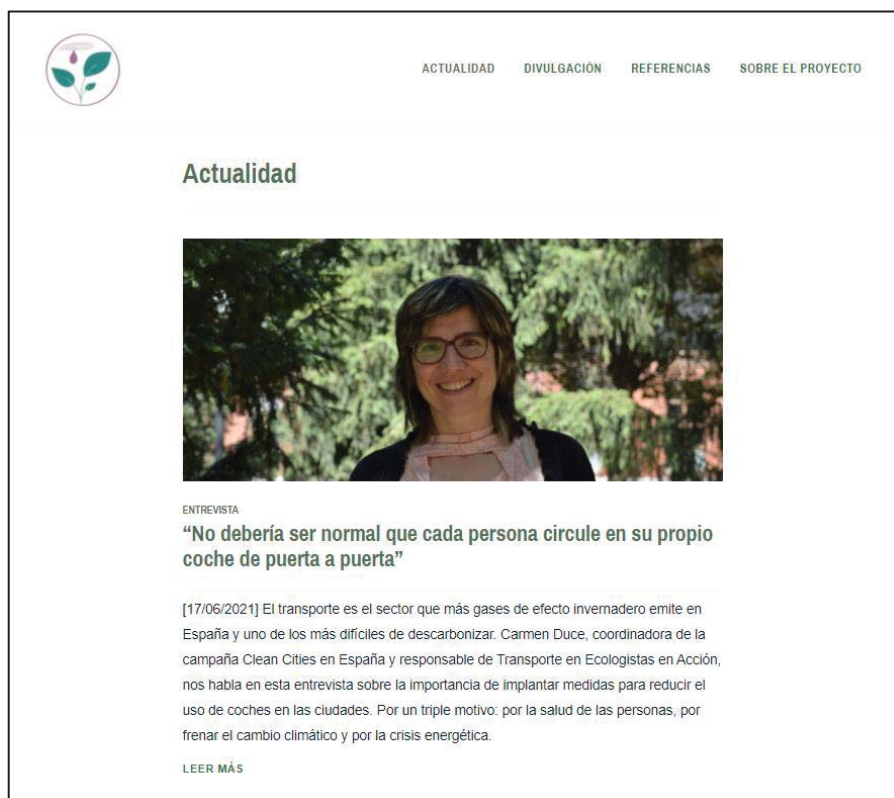 ACTUALIDAD DIVULGACIÓN REFERENCIAS SOBRE EL PROYECTO
Actualidad
ENTREVISTA
“No debería ser normal que cada persona circule en su propio
coche de puerta a puerta”
[17/06/2021] El transporte es el sector que más gases de efecto invernadero emite en
España y uno de los más difíciles de descarbonizar. Carmen Duce, coordinadora de la
campaña Clean Cities en España y responsable de Transporte en Ecologistas en Acción,
nos habla en esta entrevista sobre la importancia de implantar medidas para reducir el
uso de coches en las ciudades. Por un triple motivo: por la salud de las personas, por
frenar el cambio climático y por la crisis energética.
LEER MÁS